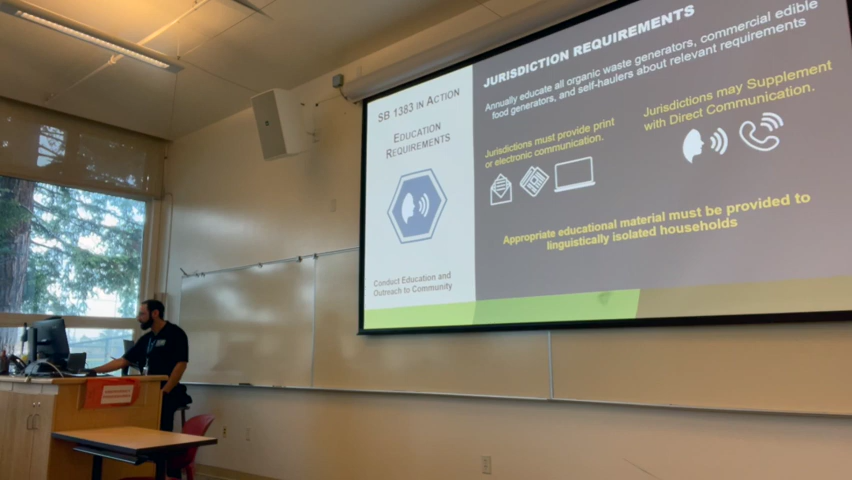 SB 1383 IN ACTION
EDUCATION
REQUIREMENTS
Conduct Education and
Outreach to Community
JURISDICTION REQUIREMENTS
Annually educate all organic waste generators, commercial edible
food generators, and self-haulers about relevant requirements
Jurisdictions must provide print
or electronic communication.
Jurisdictions may Supplement
with Direct Communication.
Appropriate educational material must be provided to
linguistically isolated households